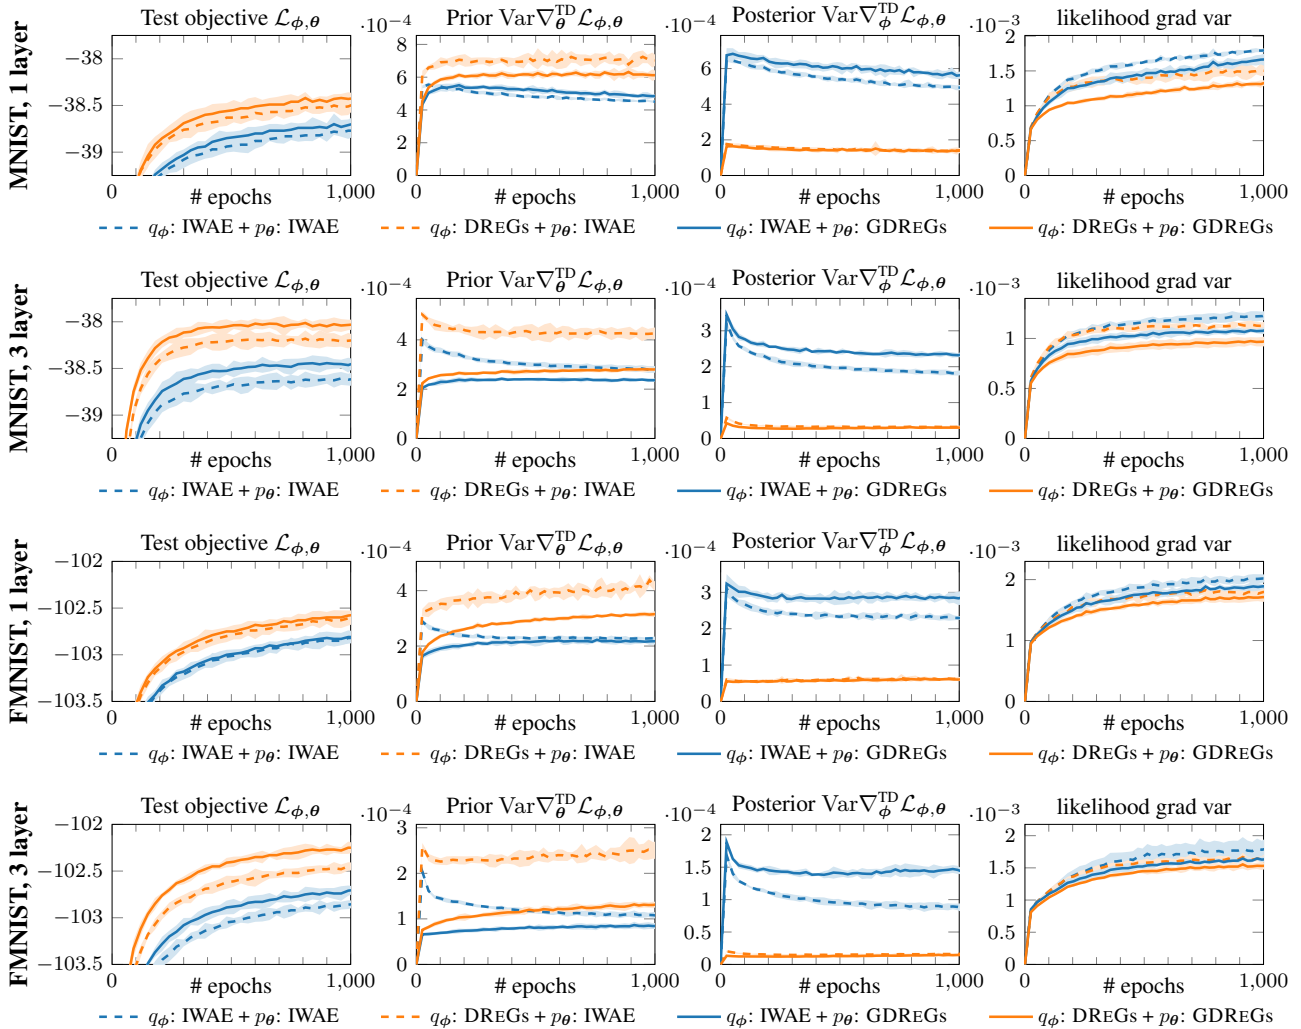 MNIST, 1 layer
Test objective 𝓛ϕ,θ
−38
−38.5
−39
0
1,000
# epochs
·10⁻⁴
Prior Var∇θᵀᴰ𝓛ϕ,θ
8
6
4
2
0
0
1,000
# epochs
·10⁻⁴
Posterior Var∇ϕᵀᴰ𝓛ϕ,θ
8
6
4
2
0
0
1,000
# epochs
·10⁻³
likelihood grad var
2
1.5
1
0.5
0
0
1,000
# epochs
qϕ: IWAE + pθ: IWAE
qϕ: DREGS + pθ: IWAE
qϕ: IWAE + pθ: GDREGS
qϕ: DREGS + pθ: GDREGS
MNIST, 3 layer
Test objective 𝓛ϕ,θ
−38
−38.5
−39
0
1,000
# epochs
·10⁻⁴
Prior Var∇θᵀᴰ𝓛ϕ,θ
4
2
0
0
1,000
# epochs
·10⁻⁴
Posterior Var∇ϕᵀᴰ𝓛ϕ,θ
3
2
1
0
0
1,000
# epochs
·10⁻³
likelihood grad var
1
0.5
0
0
1,000
# epochs
qϕ: IWAE + pθ: IWAE
qϕ: DREGS + pθ: IWAE
qϕ: IWAE + pθ: GDREGS
qϕ: DREGS + pθ: GDREGS
FMNIST, 1 layer
Test objective 𝓛ϕ,θ
−102
−102.5
−103
−103.5
0
1,000
# epochs
·10⁻⁴
Prior Var∇θᵀᴰ𝓛ϕ,θ
4
2
0
0
1,000
# epochs
·10⁻⁴
Posterior Var∇ϕᵀᴰ𝓛ϕ,θ
3
2
1
0
0
1,000
# epochs
·10⁻³
likelihood grad var
2
1
0
0
1,000
# epochs
qϕ: IWAE + pθ: IWAE
qϕ: DREGS + pθ: IWAE
qϕ: IWAE + pθ: GDREGS
qϕ: DREGS + pθ: GDREGS
FMNIST, 3 layer
Test objective 𝓛ϕ,θ
−102
−102.5
−103
−103.5
0
1,000
# epochs
·10⁻⁴
Prior Var∇θᵀᴰ𝓛ϕ,θ
3
2
1
0
0
1,000
# epochs
·10⁻⁴
Posterior Var∇ϕᵀᴰ𝓛ϕ,θ
2
1.5
1
0.5
0
0
1,000
# epochs
·10⁻³
likelihood grad var
2
1.5
1
0.5
0
0
1,000
# epochs
qϕ: IWAE + pθ: IWAE
qϕ: DREGS + pθ: IWAE
qϕ: IWAE + pθ: GDREGS
qϕ: DREGS + pθ: GDREGS